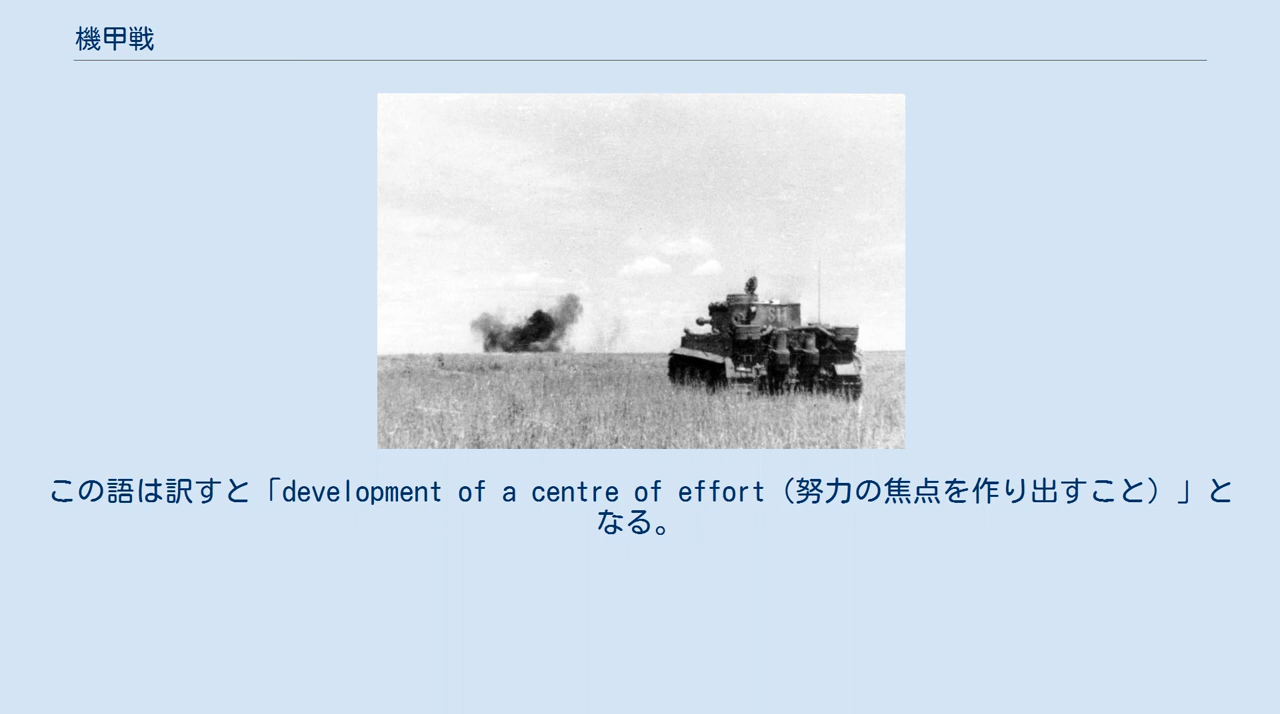 機甲戦
この語は訳すと「development of a centre of effort（努力の焦点を作り出すこと）」と
なる。